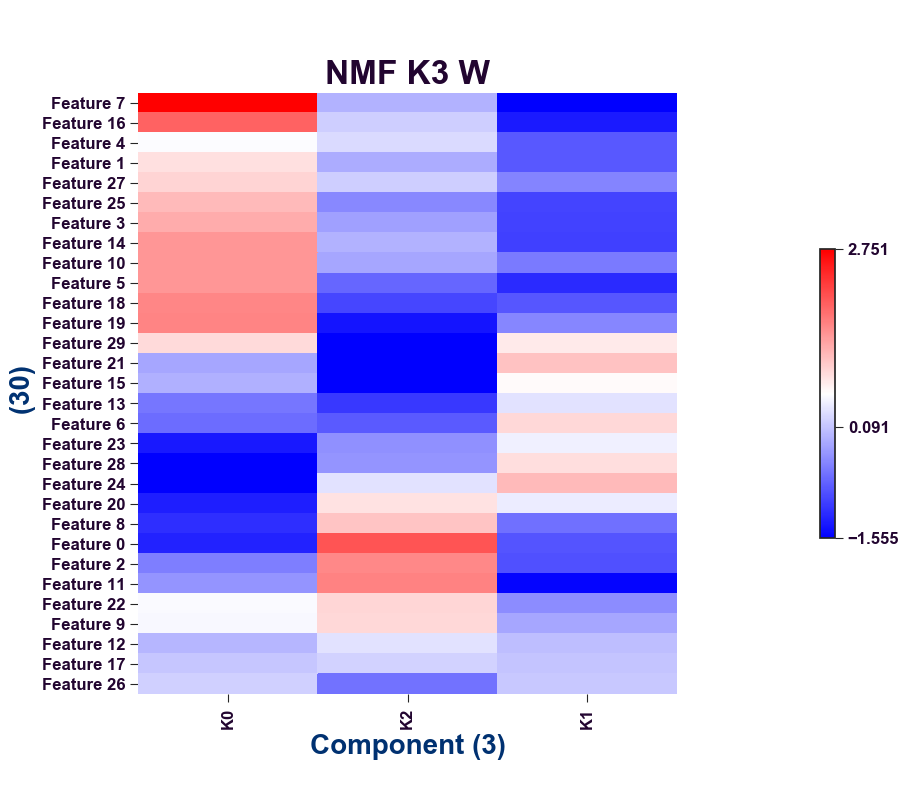 NMF K3 W
Feature 7
Feature 16
Feature 4
Feature 1
Feature 27
Feature 25
Feature 3
Feature 14
Feature 10
Feature 5
Feature 18
Feature 19
Feature 29
Feature 21
Feature 15
Feature 13
Feature 6
Feature 23
Feature 28
Feature 24
Feature 20
Feature 8
Feature 0
Feature 2
Feature 11
Feature 22
Feature 9
Feature 12
Feature 17
Feature 26
(30)
K0
K2
K1
Component (3)
2.751
0.091
−1.555